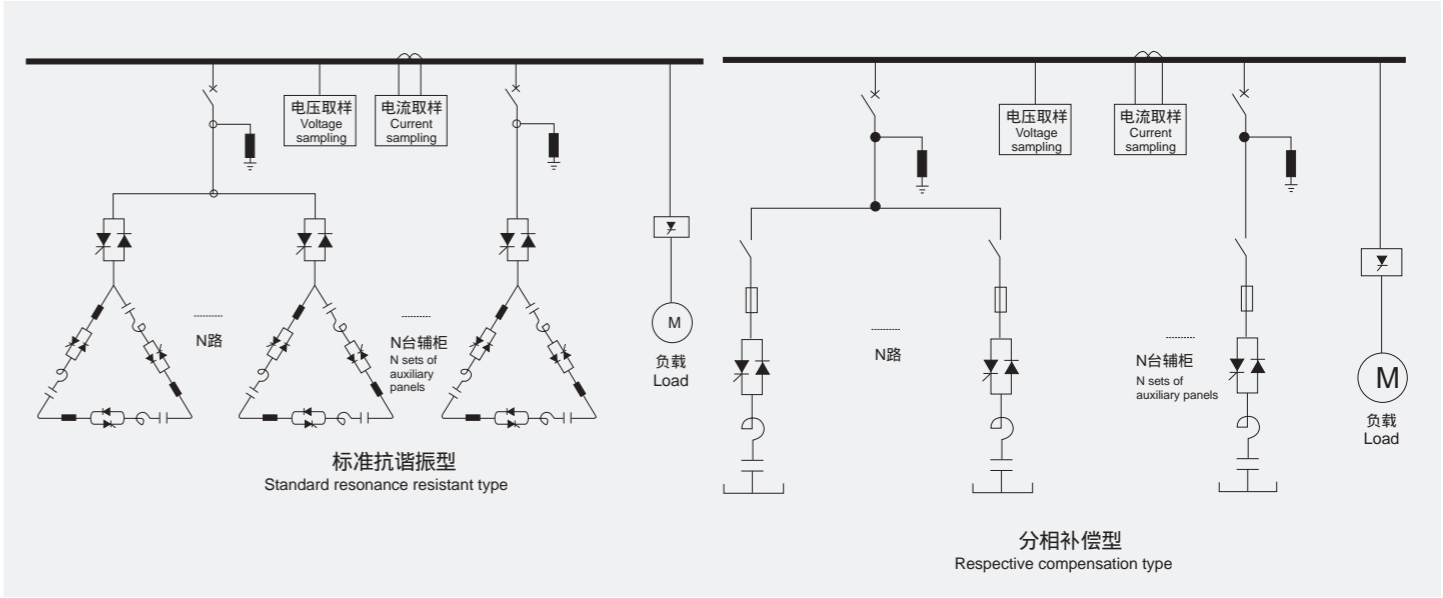 电压取样
Voltage
sampling
电流取样
Current
sampling
N路
N台辅柜
N sets of
auxiliary
panels
M
负载
Load
标准抗谐振型
Standard resonance resistant type
电压取样
Voltage
sampling
电流取样
Current
sampling
N路
N台辅柜
N sets of
auxiliary panels
M
负载
Load
分相补偿型
Respective compensation type